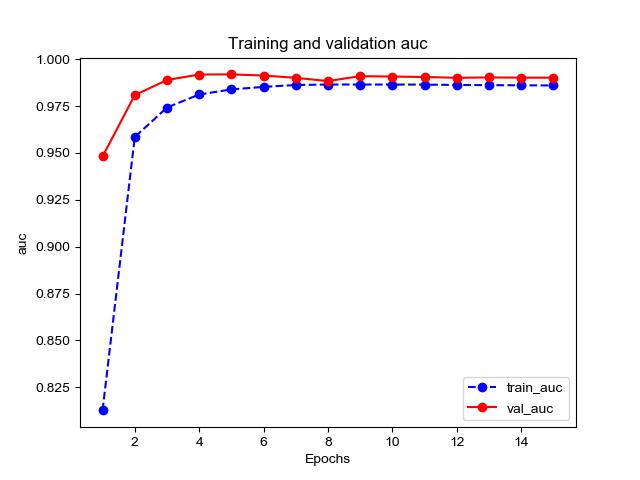 Training and validation auc
1.000
0.975
0.950
0.925
0.900
0.875
0.850
0.825
auc
train_auc
val_auc
2 4 6 8 10 12 14
Epochs